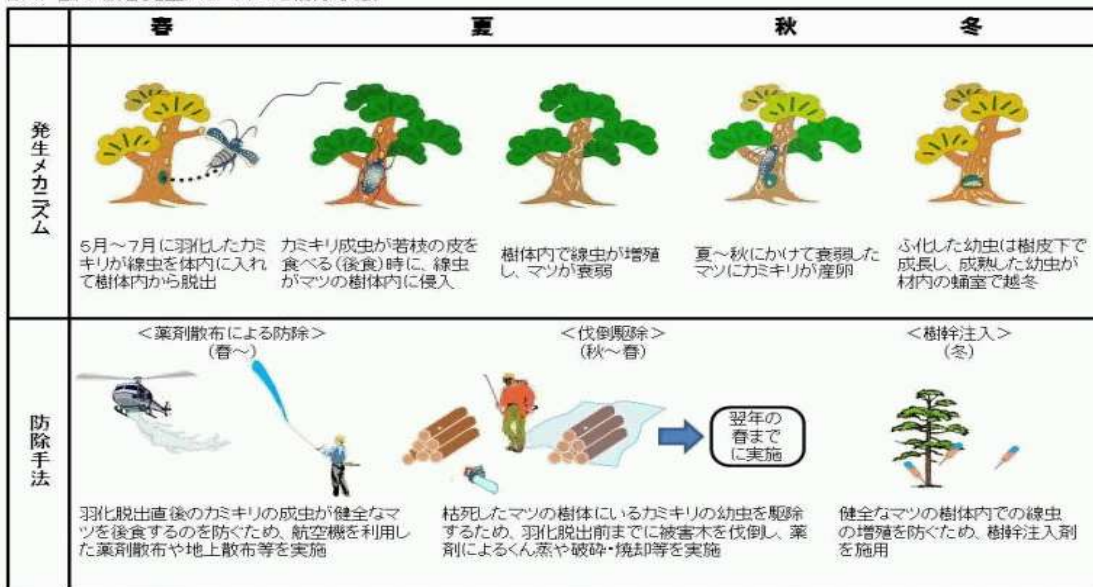 春
夏
秋
冬
発生メカニズム
5月～7月に羽化したカミ
キリが線虫を体内に入れ
て樹体内から脱出
カミキリ成虫が若枝の皮を
食べる(後食)時に、線虫
がマツの樹体内に侵入
樹体内で線虫が増殖
し、マツが衰弱
夏～秋にかけて衰弱した
マツにカミキリが産卵
ふ化した幼虫は樹皮下で
成長し、成熟した幼虫が
材内の蛹室で越冬
防除手法
＜薬剤散布による防除＞
(春～)
羽化脱出直後のカミキリの成虫が健全なマ
ツを後食するのを防ぐため、航空機を利用し
た薬剤散布や地上散布等を実施
＜伐倒駆除＞
(秋～春)
翌年の
春まで
に実施
枯死したマツの樹体にいるカミキリの幼虫を駆除
するため、羽化脱出前までに被害木を伐倒し、薬
剤によるくん蒸や破砕・焼却等を実施
＜樹幹注入＞
(冬)
健全なマツの樹体内での線虫
の増殖を防ぐため、樹幹注入剤
を施用